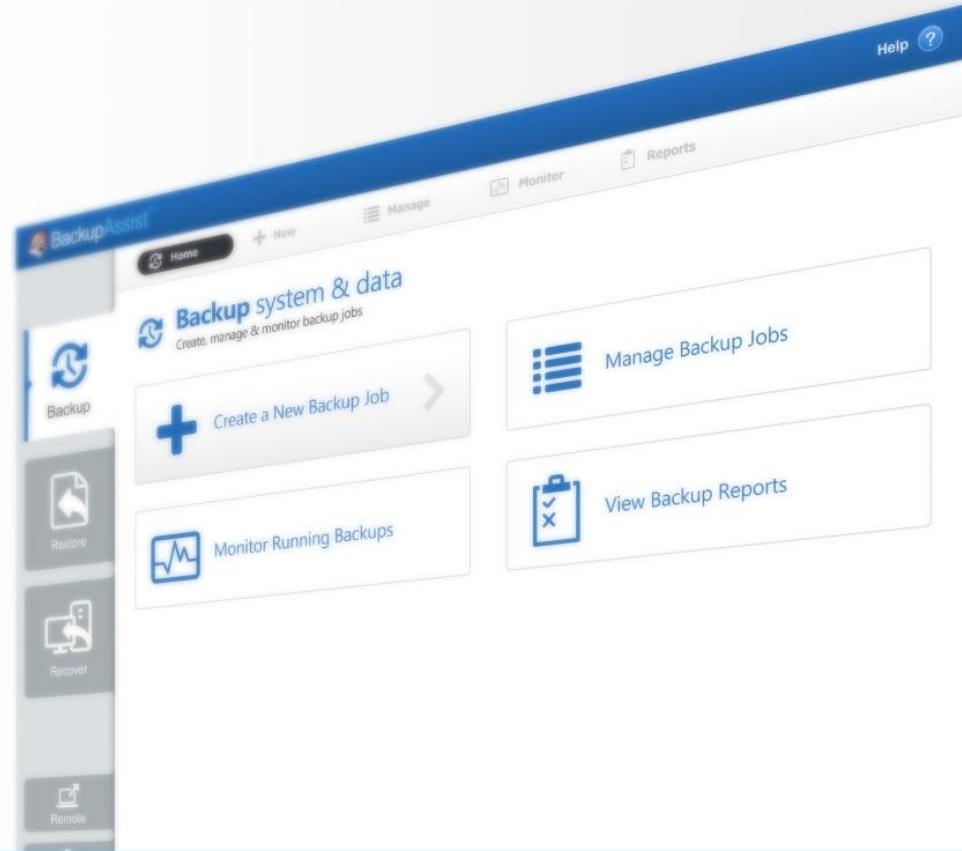 Help ?
BackupAssist
Home
New
Manage
Monitor
Reports
Backup system & data
Create, manage & monitor backup jobs
Backup
Create a New Backup Job
Manage Backup Jobs
Restore
Monitor Running Backups
View Backup Reports
Recover
Remote